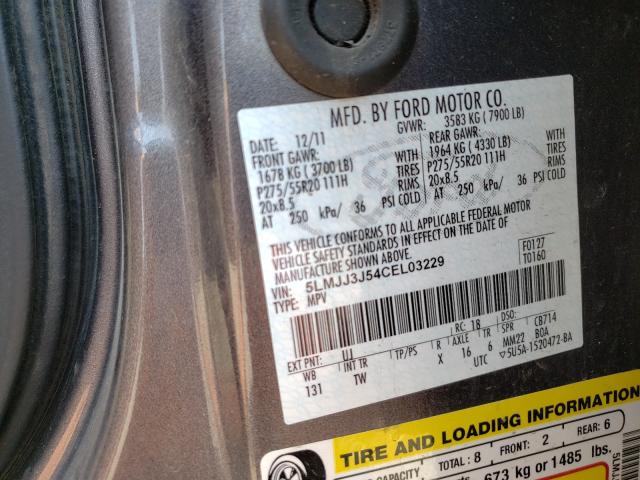 MFD. BY FORD MOTOR CO.
DATE: 12/11 GVWR: 3583 KG ( 7900 LB)
FRONT GAWR: REAR GAWR:
1678 KG ( 3700 LB) WITH 1964 KG ( 4330 LB) WITH
P275/55R20 111H TIRES P275/55R20 111H TIRES
20x8.5 RIMS 20x8.5 RIMS
AT 250 kPa/ 36 PSI COLD AT 250 kPa/ 36 PSI COLD
THIS VEHICLE CONFORMS TO ALL APPLICABLE FEDERAL MOTOR
VEHICLE SAFETY STANDARDS IN EFFECT ON THE DATE OF
MANUFACTURE SHOWN ABOVE.
VIN: 5LMJJ3J54CEL03229 F0127
TYPE: MPV T0160
EXT PNT: UJ RC: 18 DSO:
WB INT TR TP/PS R AXLE TR SPR CB714
131 TW X 16 6 MM22 BOA
UTC 5U5A-1520472-BA
TIRE AND LOADING INFORMATION
CAPACITY TOTAL: 8 FRONT: 2 REAR: 6
673 kg or 1485 lbs.